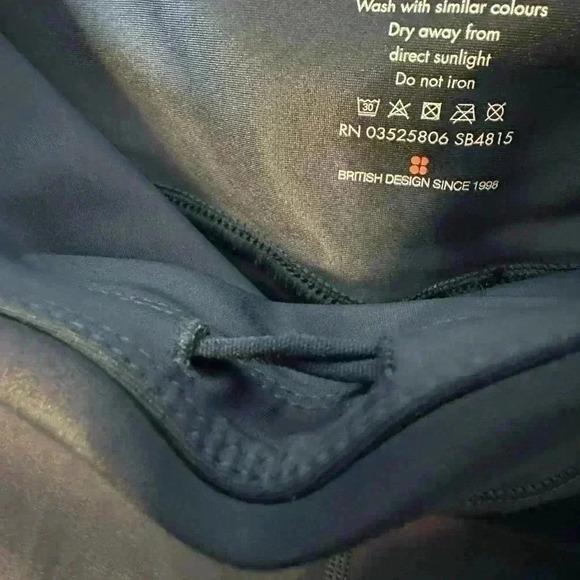 Wash with similar colours
Dry away from
direct sunlight
Do not iron
30
RN 03525806 SB4815
BRITISH DESIGN SINCE 1998